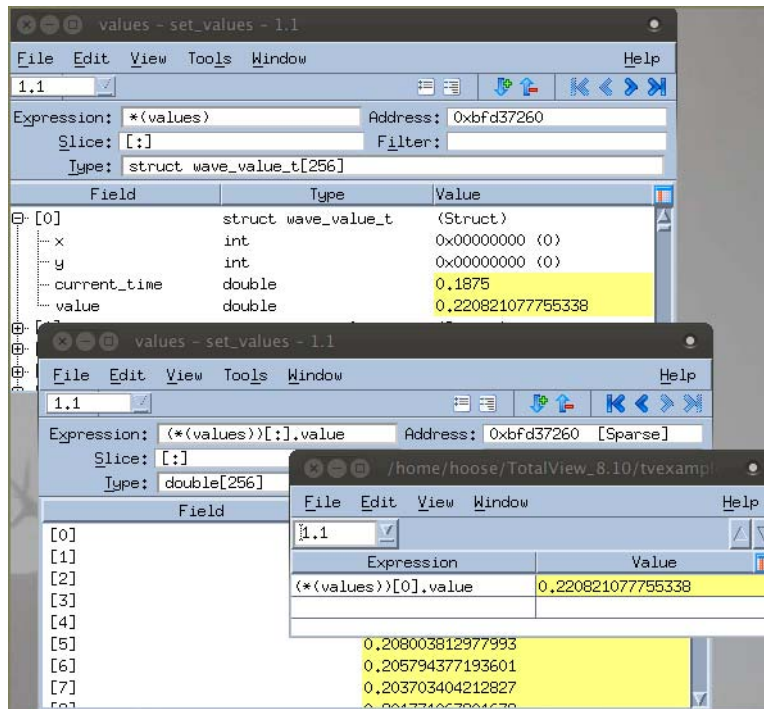 values - set_values - 1.1
File Edit View Tools Window Help
1.1
Expression: *(values) Address: 0xbfd37260
Slice: [:] Filter:
Type: struct wave_value_t[256]
Field Type Value
[0] struct wave_value_t (Struct)
x int 0x00000000 (0)
y int 0x00000000 (0)
current_time double 0.1875
value double 0.220821077755338
values - set_values - 1.1
File Edit View Tools Window Help
1.1
Expression: (*(values))[:].value Address: 0xbfd37260 [Sparse]
Slice: [:]
Type: double[256]
Field
[0]
[1]
[2]
[3]
[4]
[5] 0.208003812977993
[6] 0.205794377193601
[7] 0.203703404212827
/home/hoose/TotalView_8.10/tvexampl
File Edit View Window Help
1.1
Expression Value
(*(values))[0].value 0.220821077755338